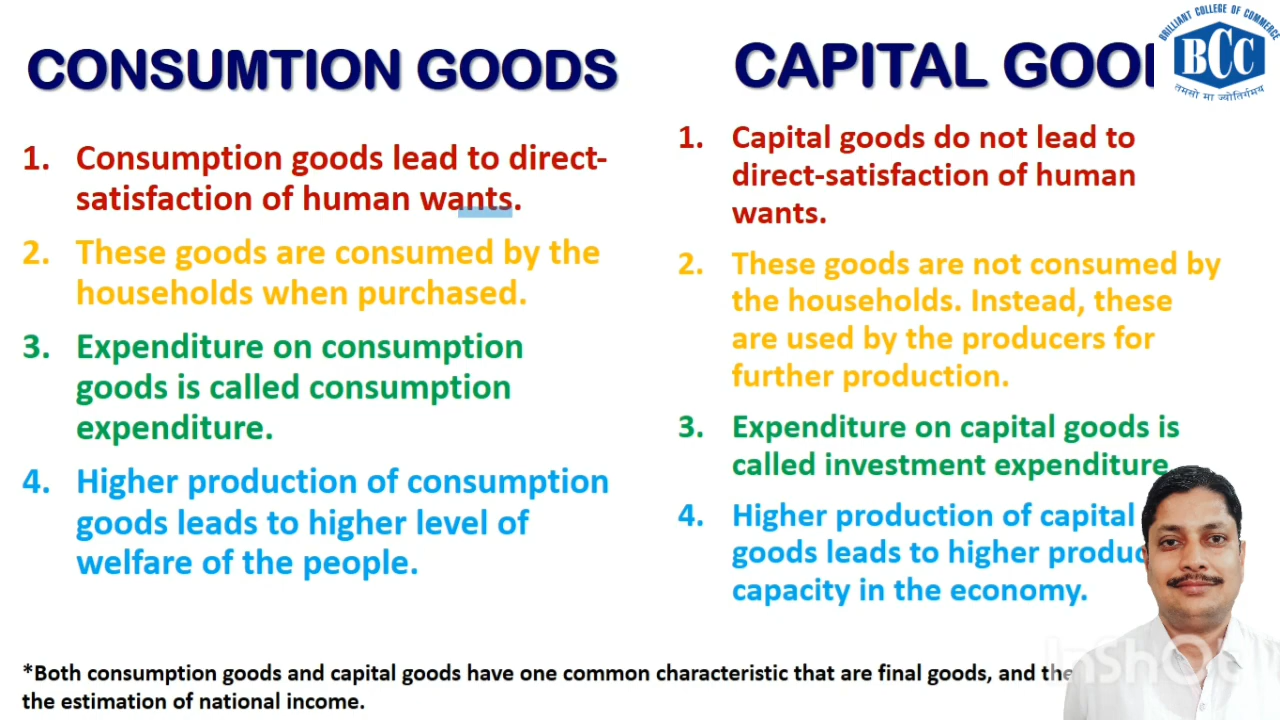 CONSUMTION GOODS
1. Consumption goods lead to direct-
satisfaction of human wants.
2. These goods are consumed by the
households when purchased.
3. Expenditure on consumption
goods is called consumption
expenditure.
4. Higher production of consumption
goods leads to higher level of
welfare of the people.
CAPITAL
1. Capital goods do not lead to
direct-satisfaction of human
wants.
2. These goods are not consumed by
the households. Instead, these
are used by the producers for
further production.
3. Expenditure on capital goods is
called investment expenditure
4. Higher production of capital
goods leads to higher
capacity in the economy.
*Both consumption goods and capital goods have one common characteristic that are final goods, and
the estimation of national income.
BRILLIANT COLLEGE OF COMMERCE
BCC
तमसो मा ज्योतिर्गमय